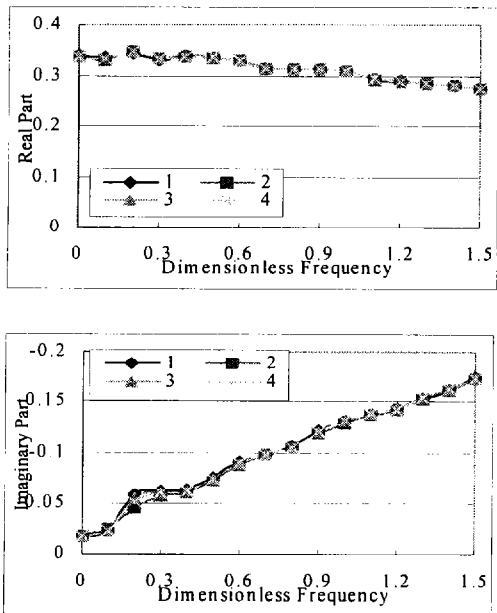 0.4
0.3
0.2
0.1
0
Real Part
1 2
3 4
0 0.3 0.6 0.9 1.2 1.5
Dimensionless Frequency
-0.2
-0.15
-0.1
-0.05
0
Imaginary Part
1 2
3 4
0 0.3 0.6 0.9 1.2 1.5
Dimensionless Frequency